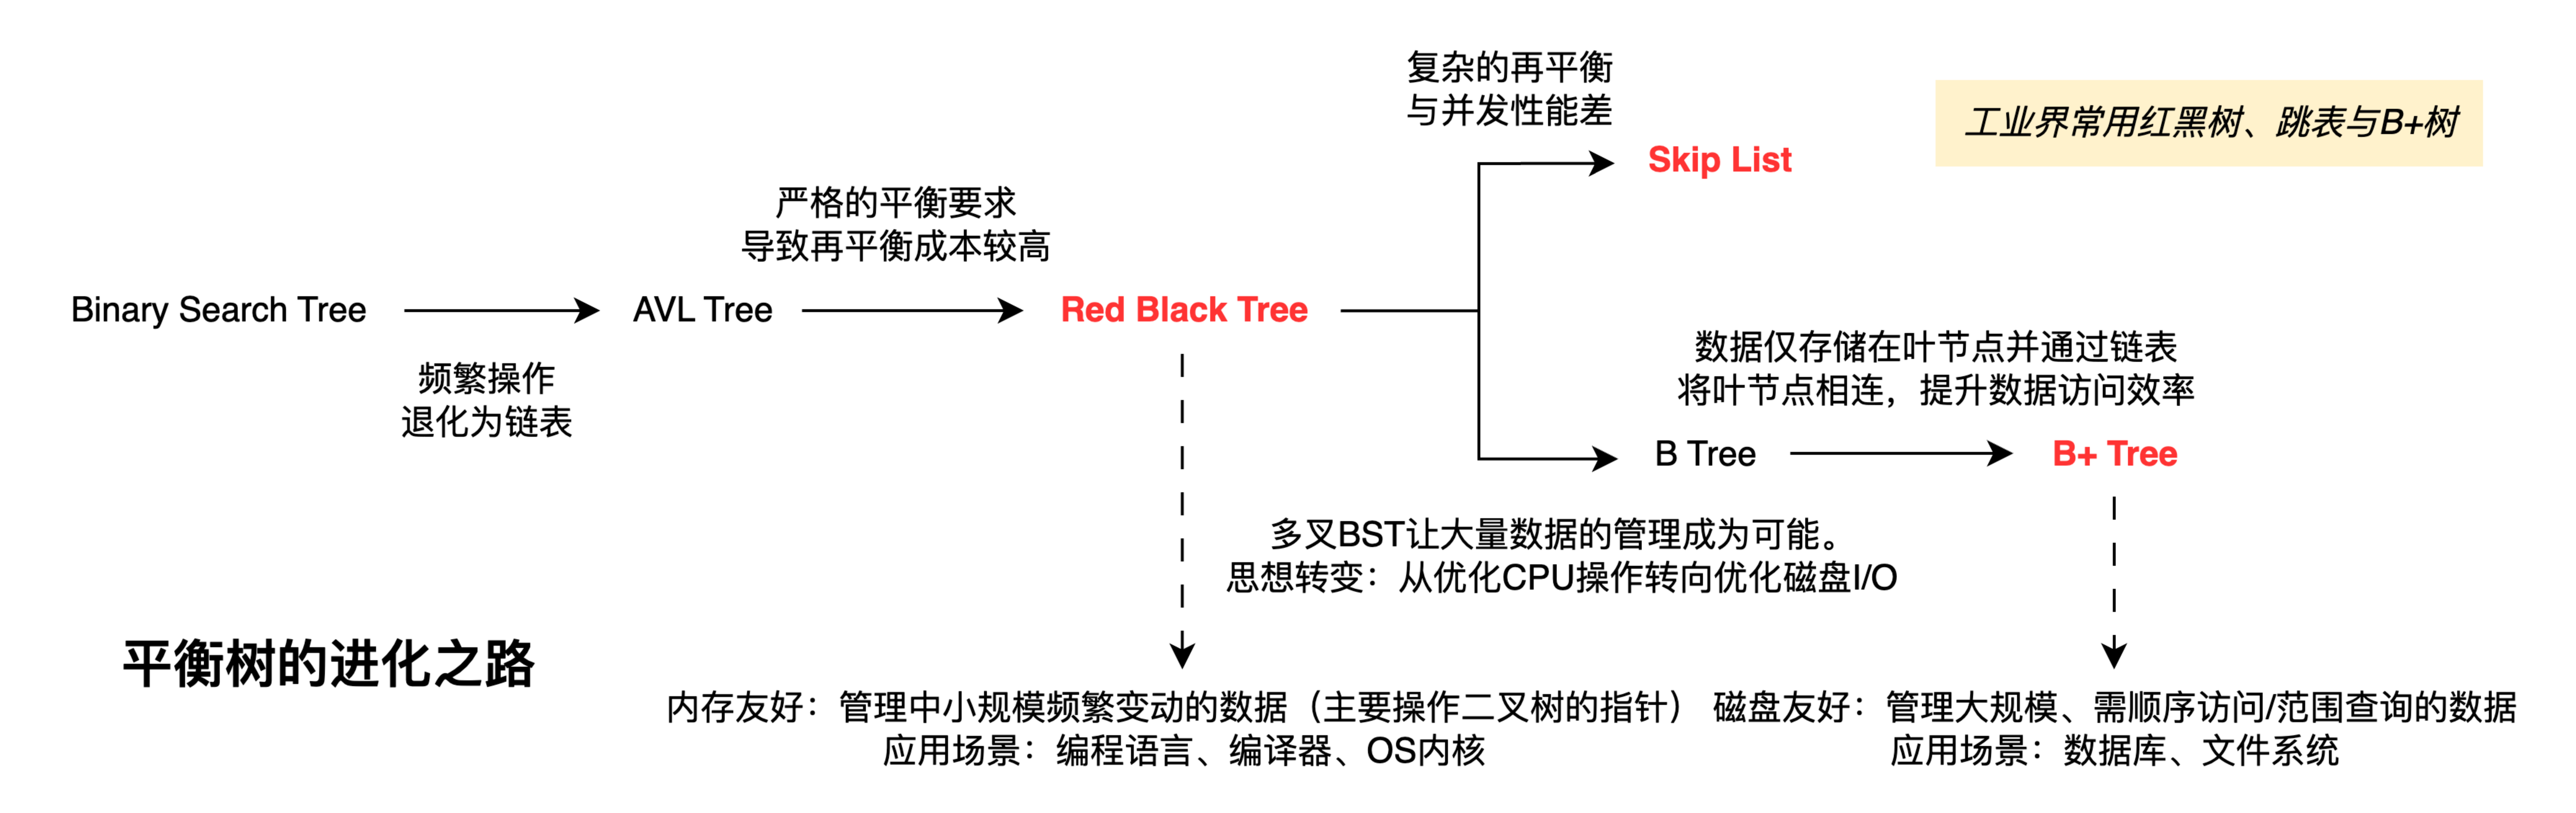 复杂的再平衡
与并发性能差
工业界常用红黑树、跳表与B+树
Skip List
严格的平衡要求
导致再平衡成本较高
Binary Search Tree
AVL Tree
Red Black Tree
频繁操作
退化为链表
数据仅存储在叶节点并通过链表
将叶节点相连，提升数据访问效率
B Tree
B+ Tree
多叉BST让大量数据的管理成为可能。
思想转变：从优化CPU操作转向优化磁盘I/O
平衡树的进化之路
内存友好：管理中小规模频繁变动的数据（主要操作二叉树的指针）
应用场景：编程语言、编译器、OS内核
磁盘友好：管理大规模、需顺序访问/范围查询的数据
应用场景：数据库、文件系统